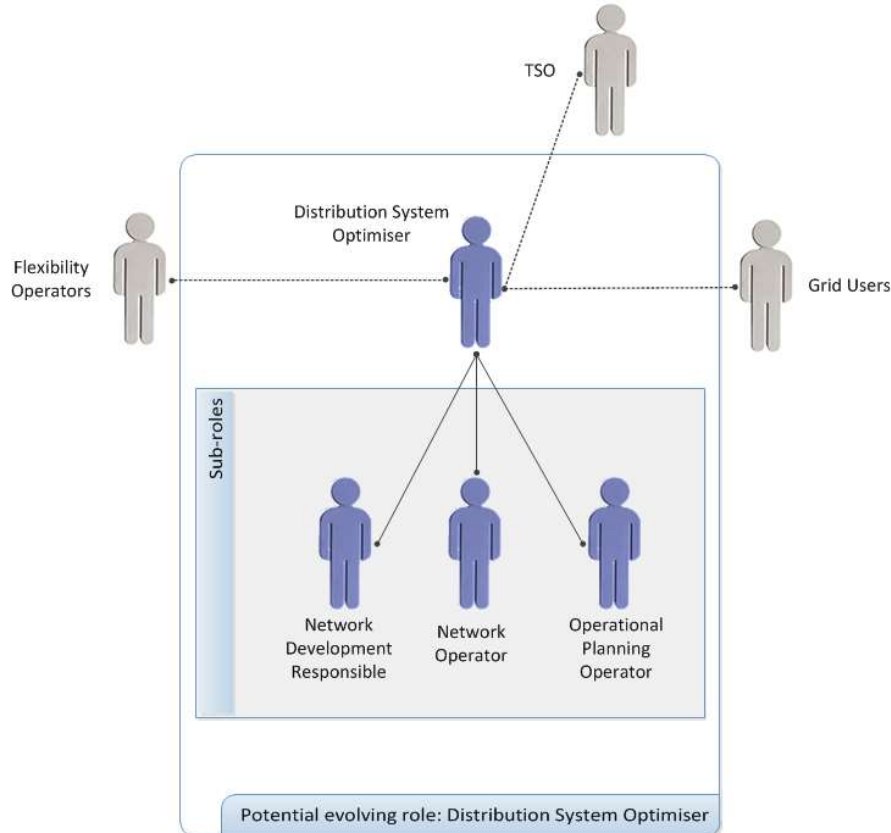 TSO
Distribution System
Optimiser
Flexibility
Operators
Grid Users
Sub-roles
Network
Development
Responsible
Network
Operator
Operational
Planning
Operator
Potential evolving role: Distribution System Optimiser